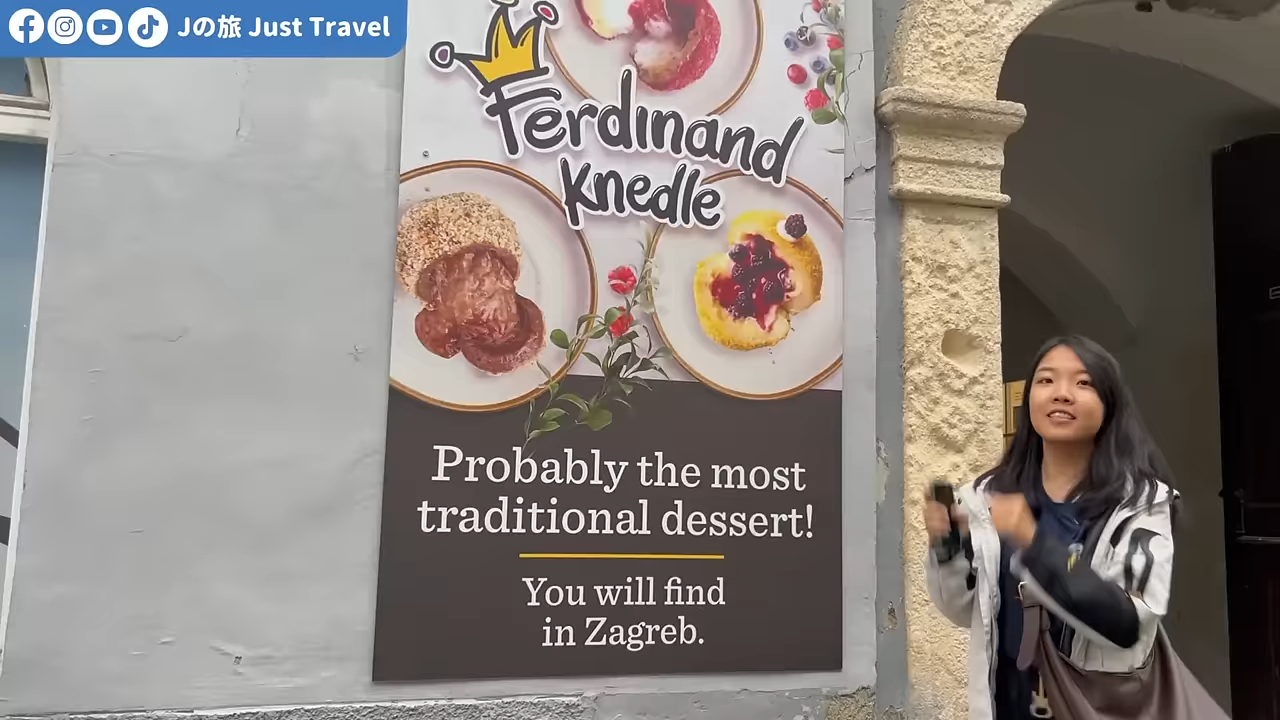 Jの旅 Just Travel
Ferdinand
Knedle
Probably the most
traditional dessert!
You will find
in Zagreb.